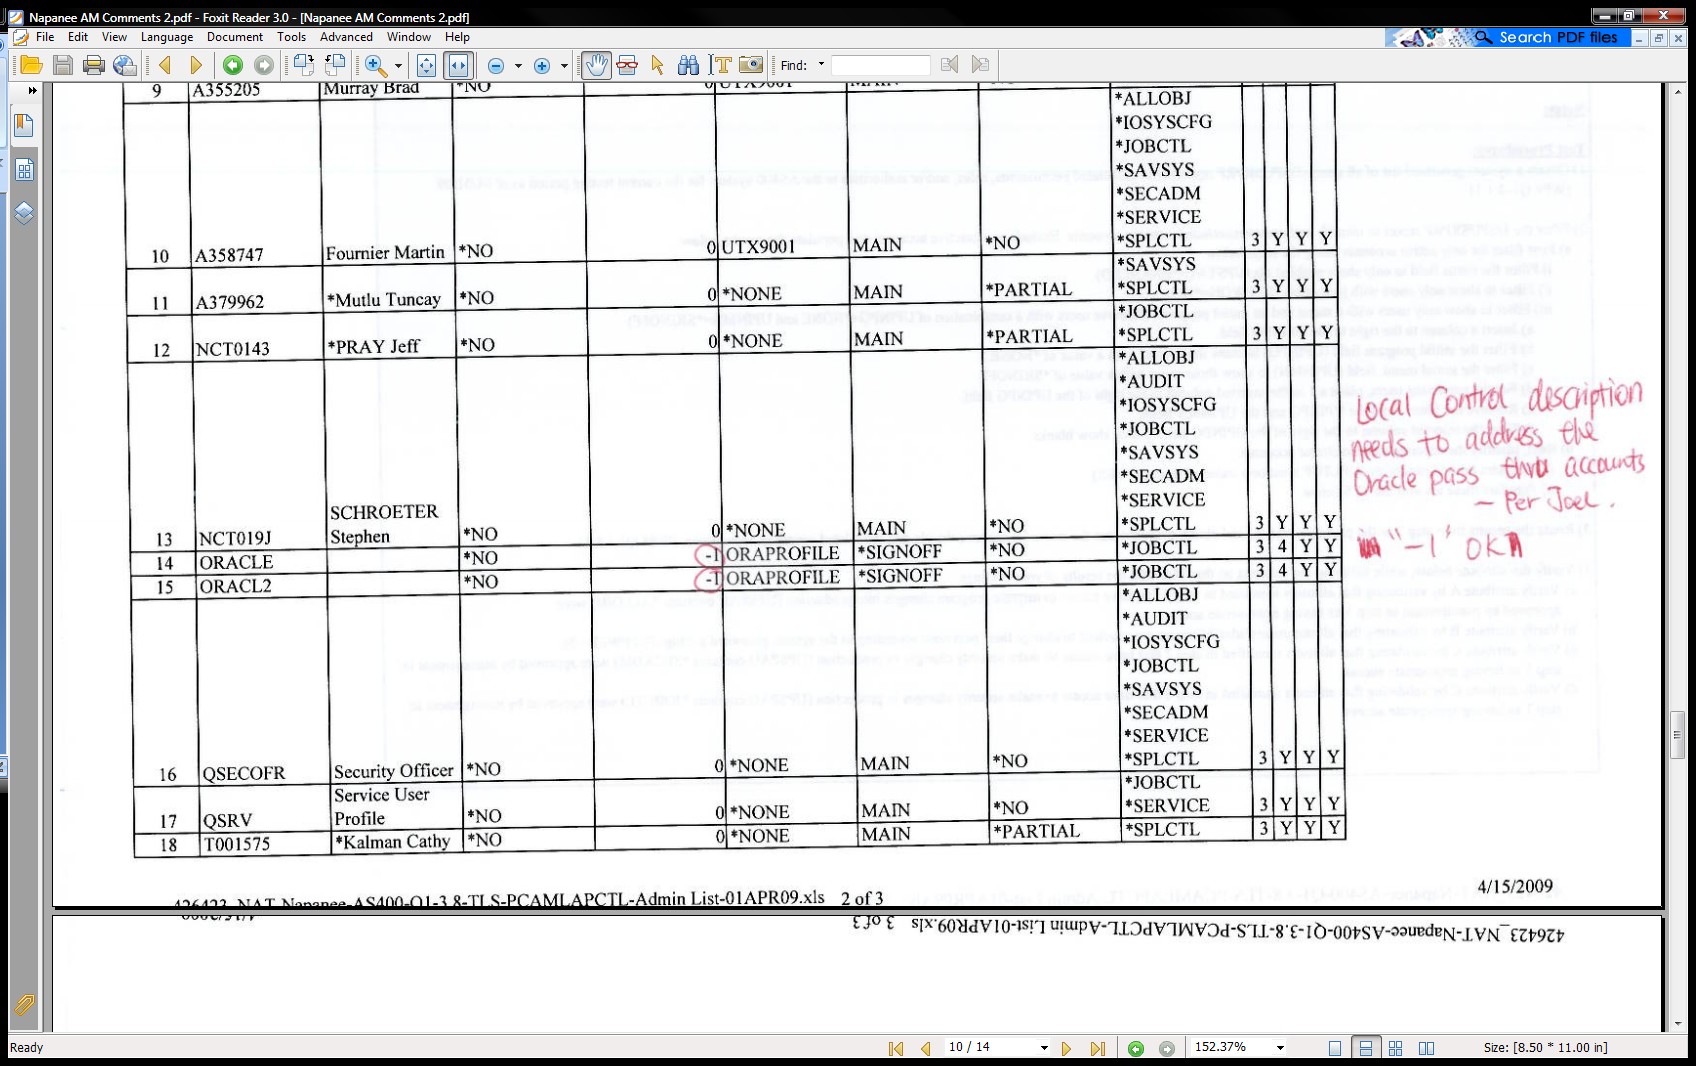 Napanee AM Comments 2.pdf - Foxit Reader 3.0 - [Napanee AM Comments 2.pdf]
File Edit View Language Document Tools Advanced Window Help
Search PDF files
Find:
9 A355205 Murray Brad *NO 0 UTX9001 MAIN
*ALLOBJ
*IOSYSCFG
*JOBCTL
*SAVSYS
*SECADM
*SERVICE
10 A358747 Fournier Martin *NO 0 UTX9001 MAIN *NO *SPLCTL 3 Y Y Y
*SAVSYS
11 A379962 *Mutlu Tuncay *NO 0 *NONE MAIN *PARTIAL *SPLCTL 3 Y Y Y
*JOBCTL
12 NCT0143 *PRAY Jeff *NO 0 *NONE MAIN *PARTIAL *SPLCTL 3 Y Y Y
*ALLOBJ
*AUDIT
*IOSYSCFG
*JOBCTL
*SAVSYS
*SECADM
*SERVICE
13 NCT019J SCHROETER Stephen *NO 0 *NONE MAIN *NO *SPLCTL 3 Y Y Y
14 ORACLE *NO -1 ORAPROFILE *SIGNOFF *NO *JOBCTL 3 4 Y Y
15 ORACL2 *NO -1 ORAPROFILE *SIGNOFF *NO *JOBCTL 3 4 Y Y
*ALLOBJ
*AUDIT
*IOSYSCFG
*JOBCTL
*SAVSYS
*SECADM
*SERVICE
16 QSECOFR Security Officer *NO 0 *NONE MAIN *NO *SPLCTL 3 Y Y Y
*JOBCTL
17 QSRV Service User Profile *NO 0 *NONE MAIN *NO *SERVICE 3 Y Y Y
18 T001575 *Kalman Cathy *NO 0 *NONE MAIN *PARTIAL *SPLCTL 3 Y Y Y
Local Control description
needs to address the
Oracle pass thru accounts
- Per Joel.
"-1" OK
4/15/2009
426423_NAT_Napanee-AS400-Q1-3.8-TLS-PCAMLAPCTL-Admin List-01APR09.xls 2 of 3
4/15/2009
426423_NAT-Napanee-AS400-Q1-3.8-TLS-PCAMLAPCTL-Admin List-01APR09.xls 3 of 3
Ready
10 / 14
152.37%
Size: [8.50 * 11.00 in]